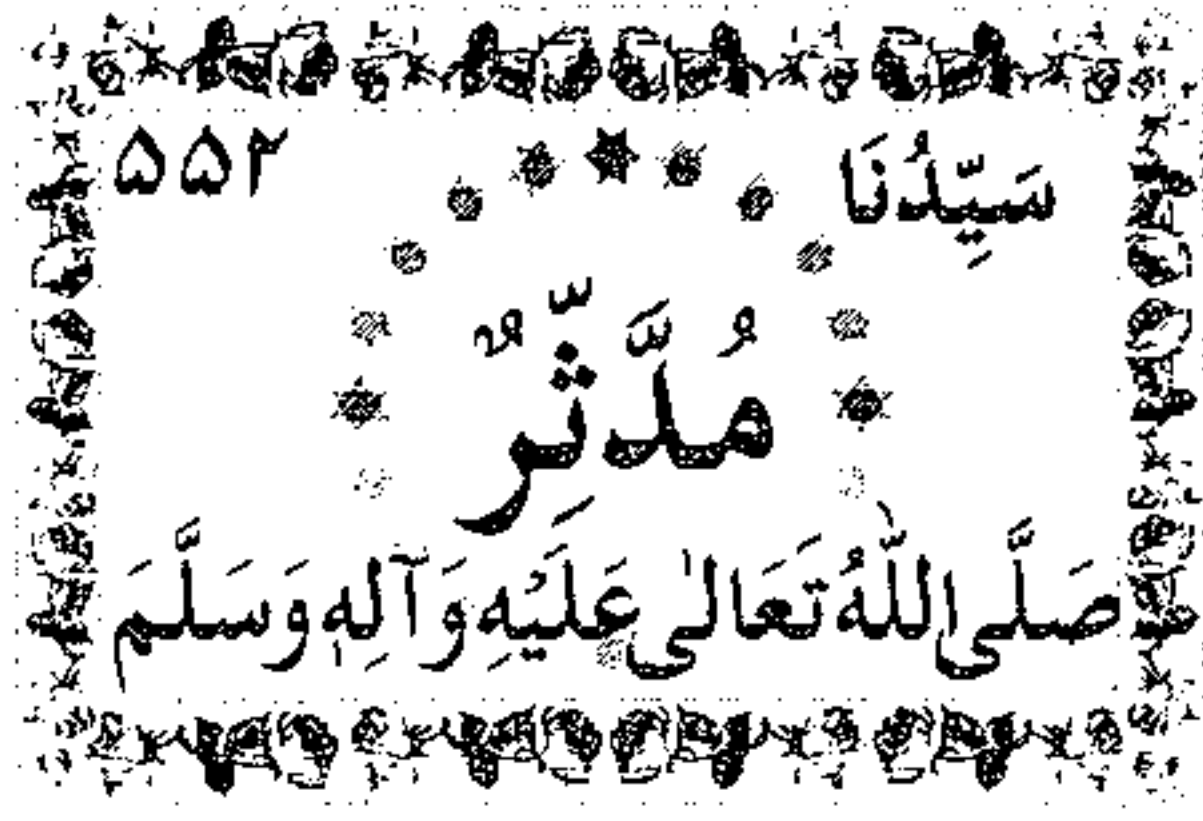 سَيِّدُنَا ۵۵۲
مُدَّثِّرٌ
صَلَّی اللّٰهُ تَعَالٰی عَلَيْهِ وَآلِهٖ وَسَلَّمَ